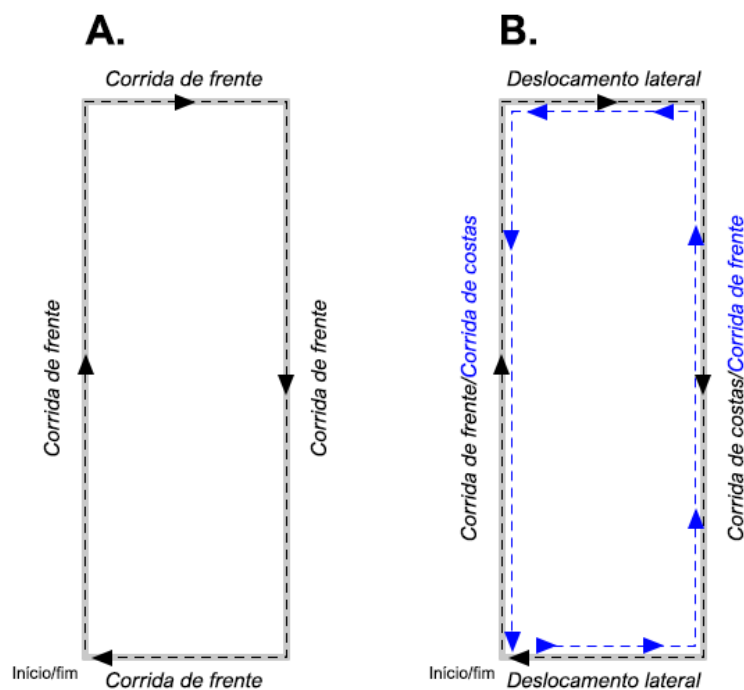 A.
Corrida de frente
Corrida de frente
Corrida de frente
Início/fim
Corrida de frente
B.
Deslocamento lateral
Corrida de frente/Corrida de costas
Corrida de costas/Corrida de frente
Início/fim
Deslocamento lateral